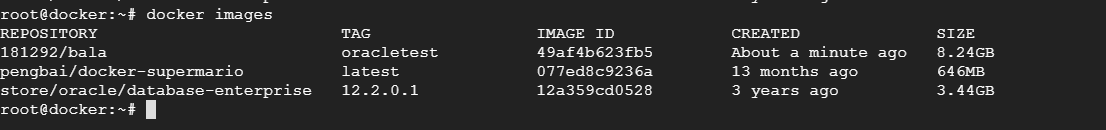 root@docker:~# docker images
REPOSITORY TAG IMAGE ID CREATED SIZE
181292/bala oracletest 49af4b623fb5 About a minute ago 8.24GB
pengbai/docker-supermario latest 077ed8c9236a 13 months ago 646MB
store/oracle/database-enterprise 12.2.0.1 12a359cd0528 3 years ago 3.44GB
root@docker:~#